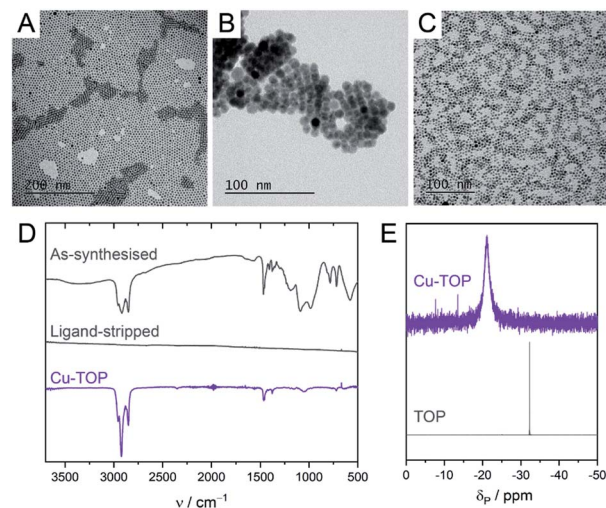 A
B
C
200 nm
100 nm
100 nm
D
As-synthesised
Ligand-stripped
Cu-TOP
3500 3000 2500 2000 1500 1000 500
ν / cm⁻¹
E
Cu-TOP
TOP
0 -10 -20 -30 -40 -50
δP / ppm